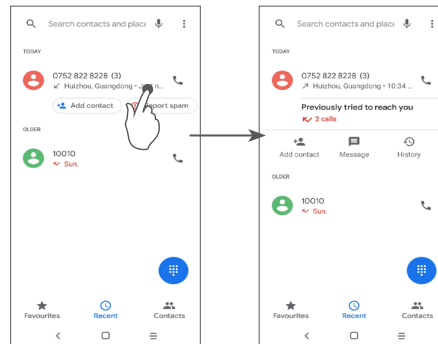 Search contacts and place
TODAY
0752 822 8228 (3)
Huizhou, Guangdong •
Add contact
port spam
OLDER
10010
Sun.
Favourites
Recent
Contacts
Search contacts and place
TODAY
0752 822 8228 (3)
Huizhou, Guangdong • 10:34 ...
Previously tried to reach you
2 calls
Add contact
Message
History
OLDER
10010
Sun.
Favourites
Recent
Contacts